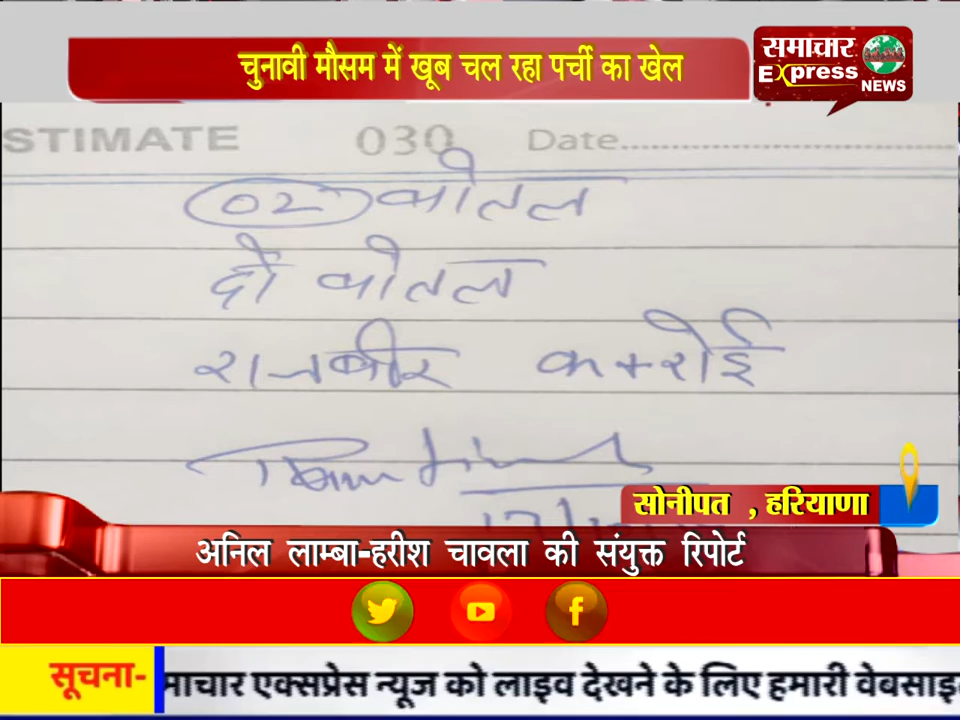 चुनावी मौसम में खूब चल रहा पर्ची का खेल
समाचार
Express
NEWS
STIMATE 030 Date
02 बोतल
दो बोतल
राजबीर
सोनीपत , हरियाणा
अनिल लाम्बा-हरीश चावला की संयुक्त रिपोर्ट
सूचना- माचार एक्सप्रेस न्यूज को लाइव देखने के लिए हमारी वेबसाइ